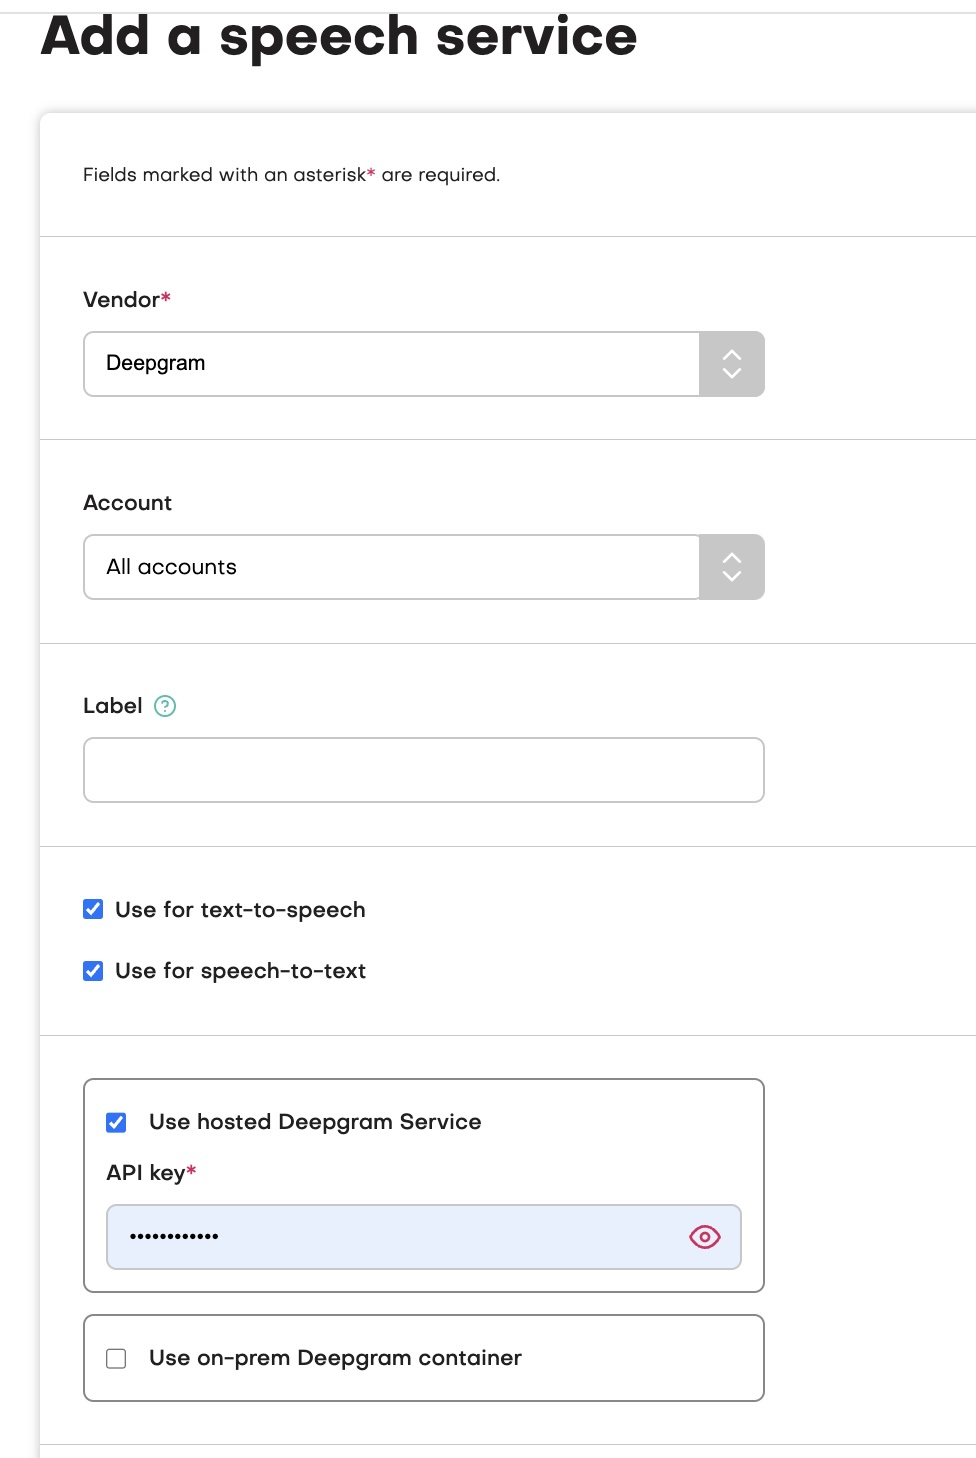 Add a speech service
Fields marked with an asterisk* are required.
Vendor*
Deepgram
Account
All accounts
Label ?
Use for text-to-speech
Use for speech-to-text
Use hosted Deepgram Service
API key*
••••••••••••
Use on-prem Deepgram container